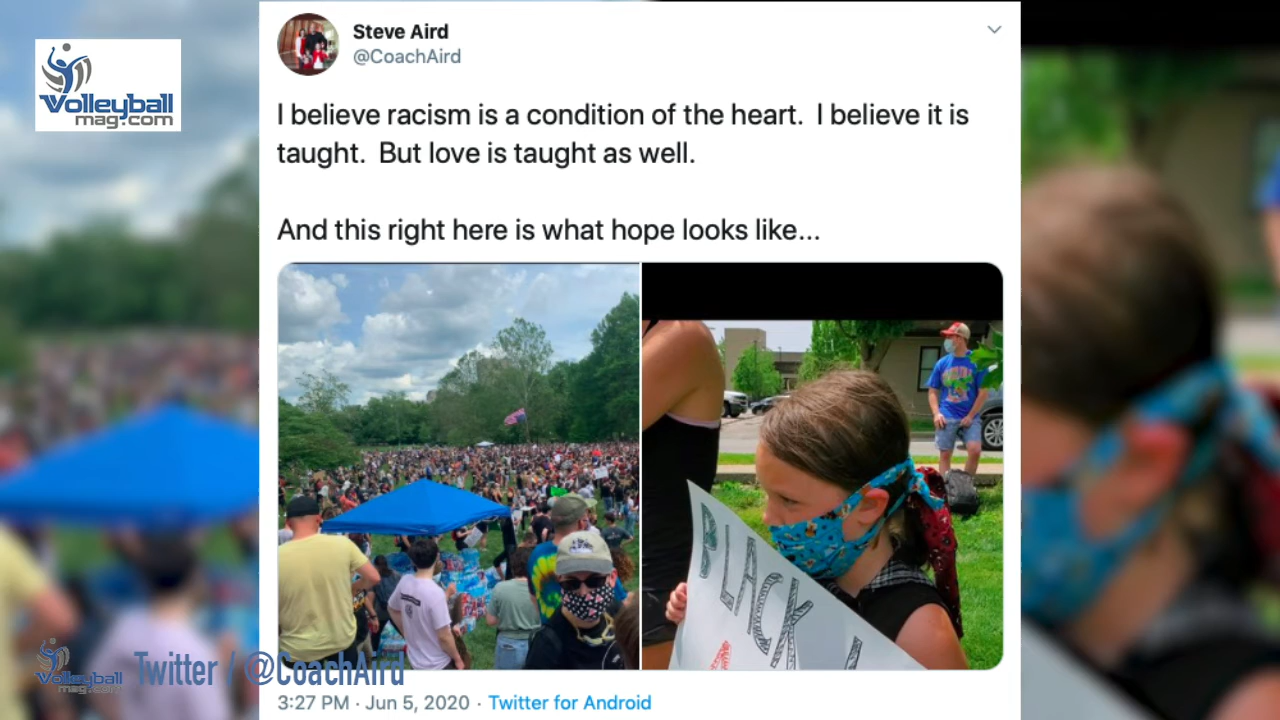 Volleyball
mag.com
Steve Aird
@CoachAird
I believe racism is a condition of the heart.  I believe it is
taught.  But love is taught as well.
And this right here is what hope looks like...
BLACK
Volleyball
mag.com
Twitter / @CoachAird
3:27 PM · Jun 5, 2020 · Twitter for Android